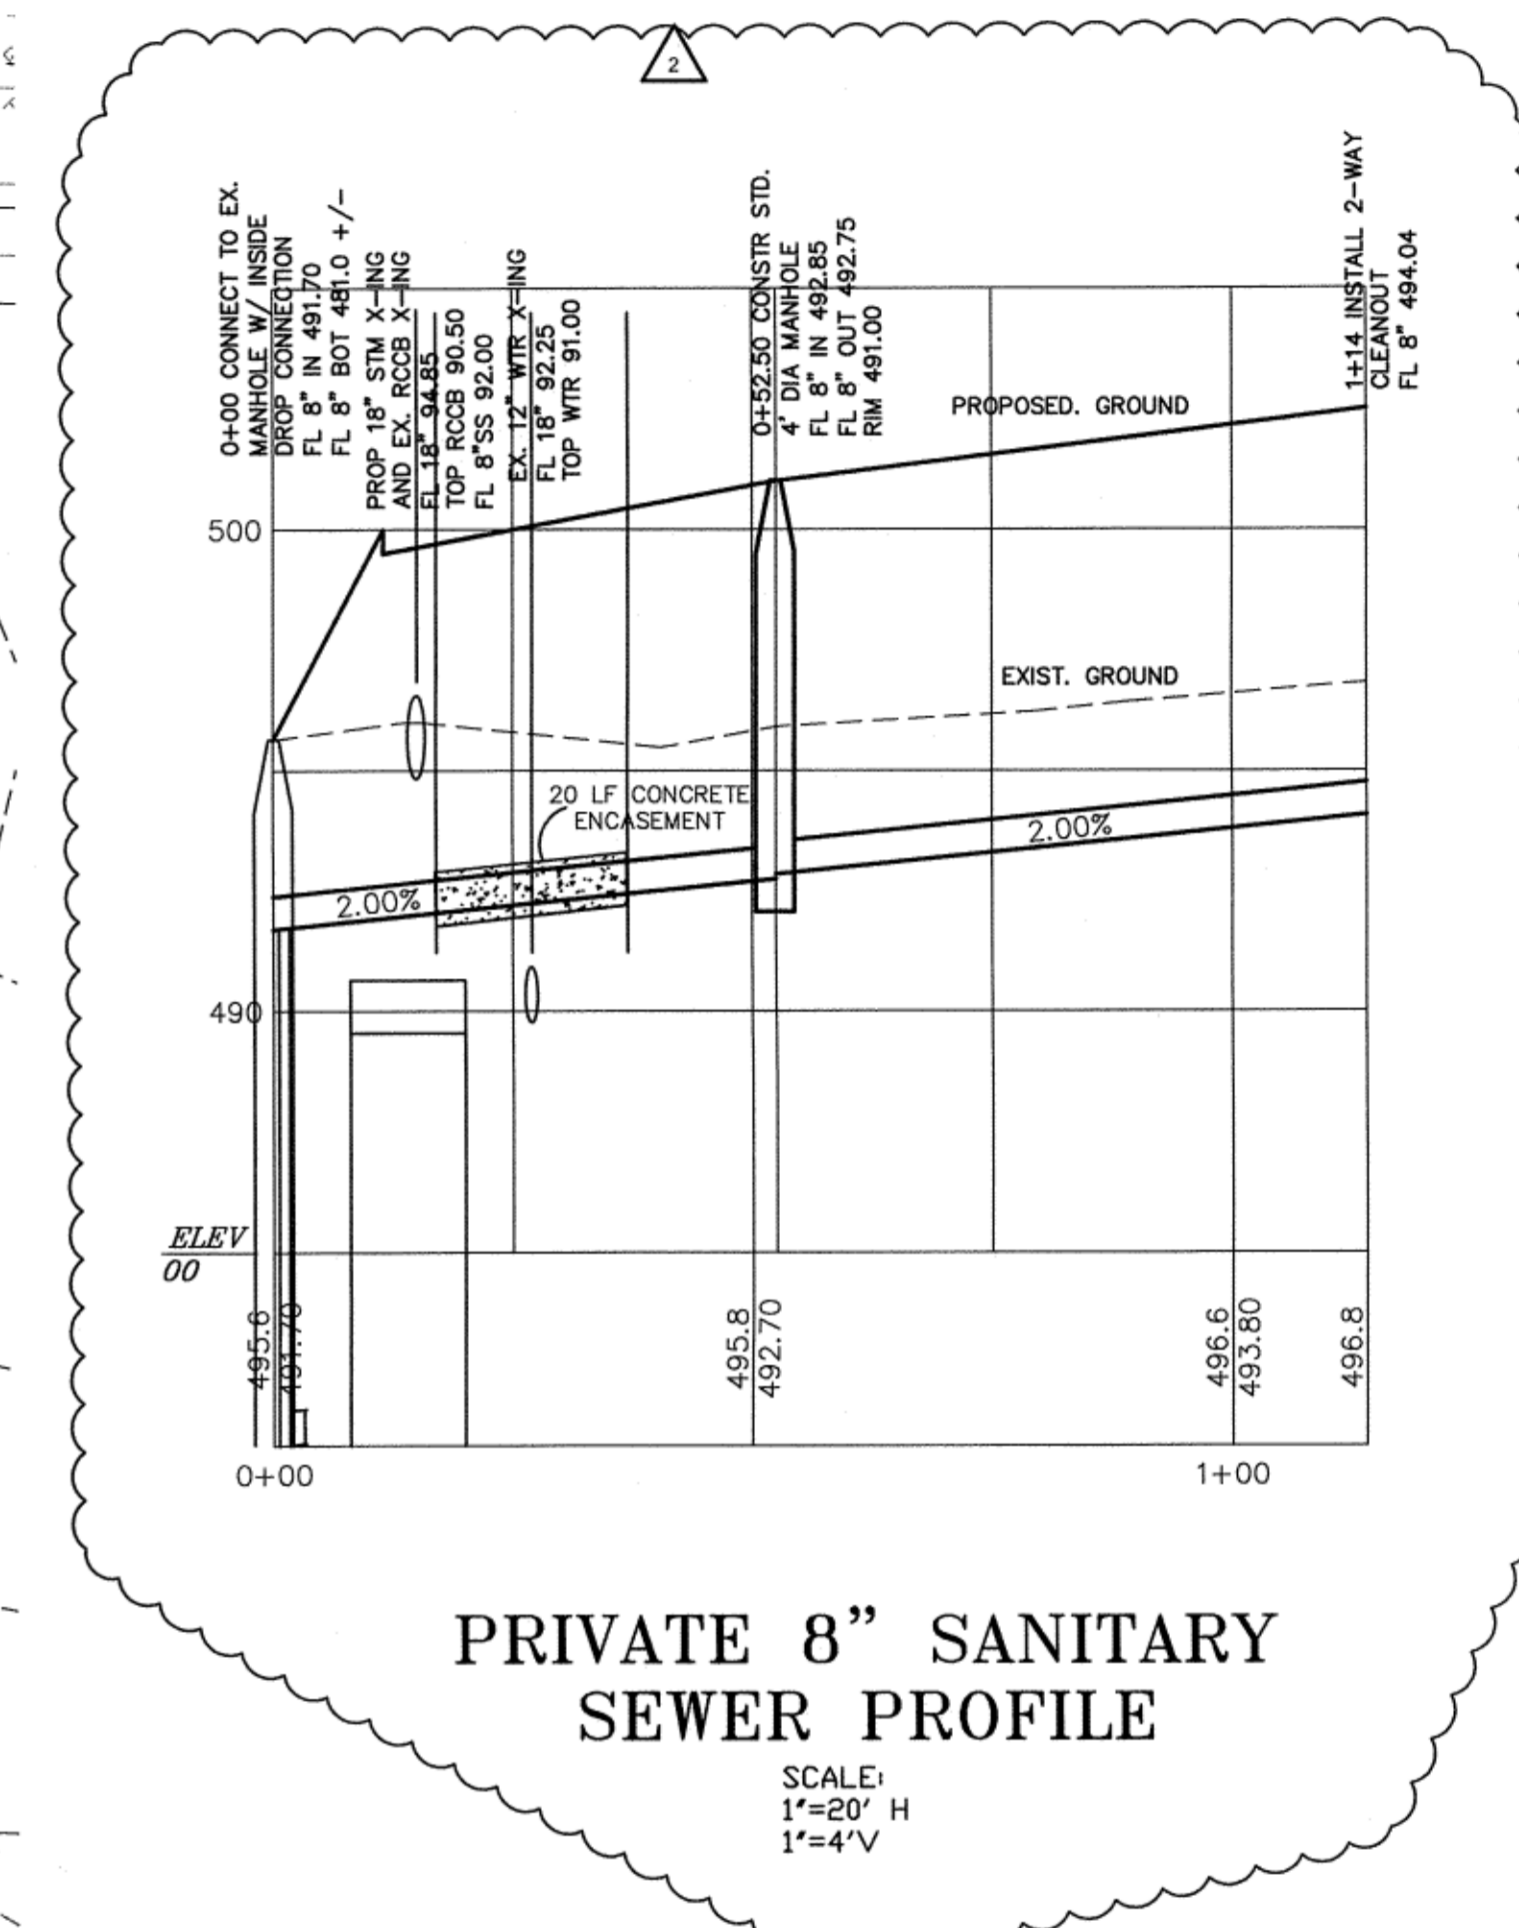 2
0+00 CONNECT TO EX.
MANHOLE W/ INSIDE
DROP CONNECTION
FL 8" IN 491.70
FL 8" BOT 481.0 +/-
PROP 18" STM X-ING
AND EX. RCCB X-ING
FL 18" 94.85
TOP RCCB 90.50
FL 8"SS 92.00
EX. 12" WTR X-ING
FL 18" 92.25
TOP WTR 91.00
0+52.50 CONSTR STD.
4' DIA MANHOLE
FL 8" IN 492.85
FL 8" OUT 492.75
RIM 491.00
1+14 INSTALL 2-WAY
CLEANOUT
FL 8" 494.04
PROPOSED. GROUND
500
EXIST. GROUND
20 LF CONCRETE
ENCASEMENT
2.00%
2.00%
490
ELEV
00
495.6
491.70
495.8
492.70
496.6
493.80
496.8
0+00
1+00
PRIVATE 8" SANITARY
SEWER PROFILE
SCALE:
1"=20' H
1"=4'V